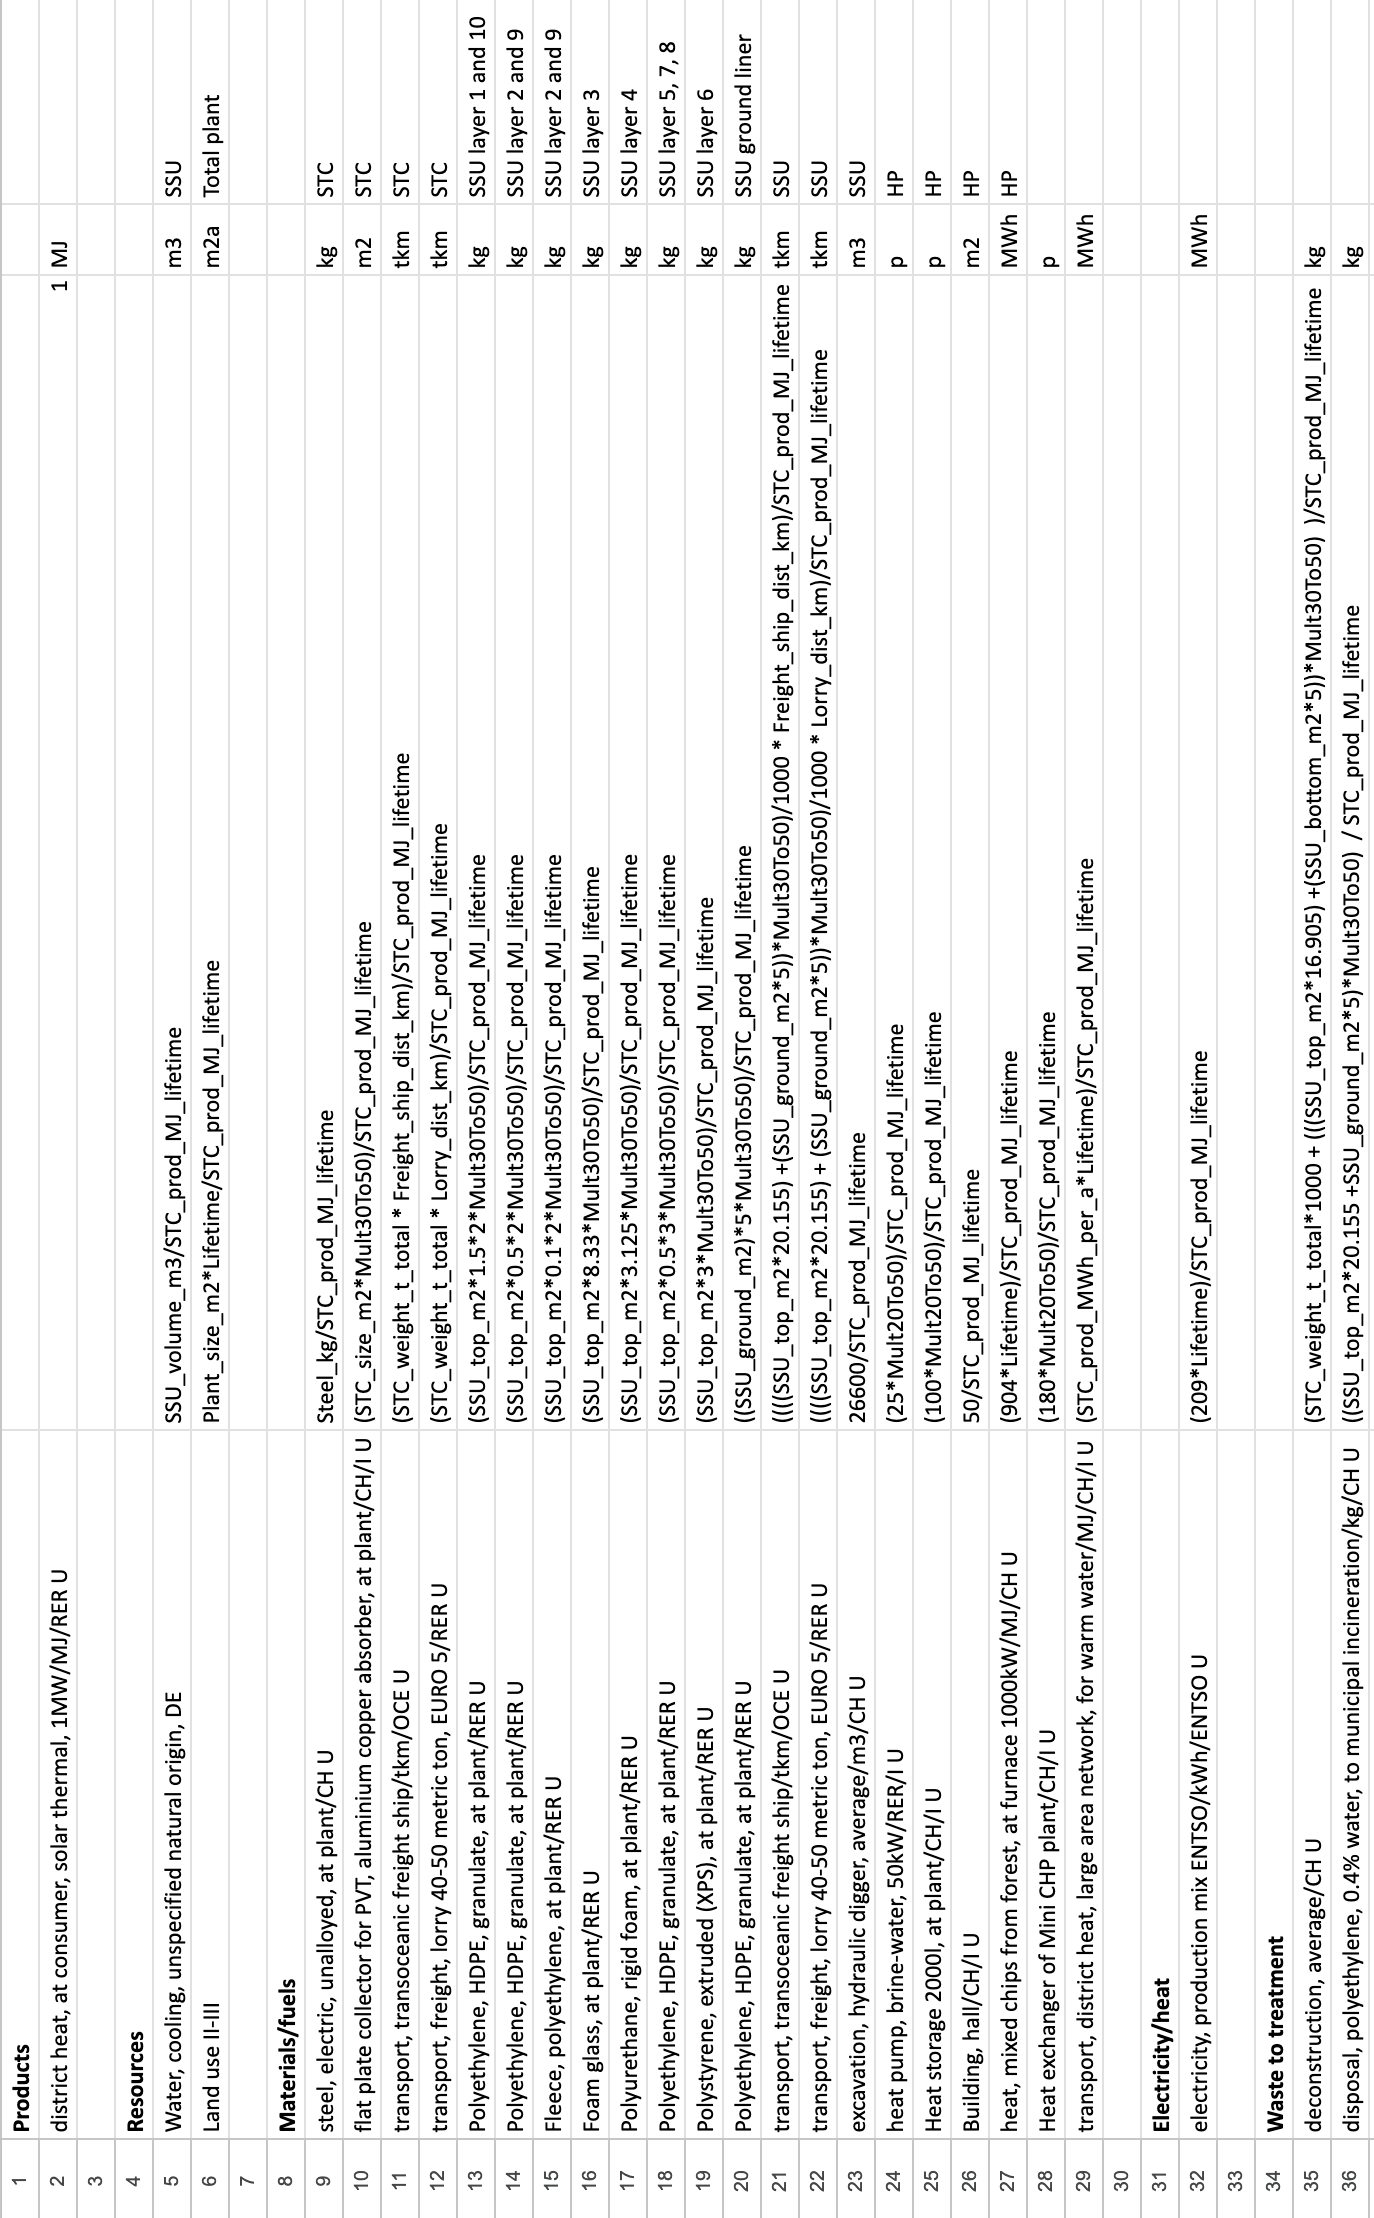 1 Products
2 district heat, at consumer, solar thermal, 1MW/MJ/RER U 1 MJ
3
4 Resources
5 Water, cooling, unspecified natural origin, DE SSU_volume_m3/STC_prod_MJ_lifetime m3 SSU
6 Land use II-III Plant_size_m2*Lifetime/STC_prod_MJ_lifetime m2a Total plant
7
8 Materials/fuels
9 steel, electric, unalloyed, at plant/CH U Steel_kg/STC_prod_MJ_lifetime kg STC
10 flat plate collector for PVT, aluminium copper absorber, at plant/CH/I U (STC_size_m2*Mult30To50)/STC_prod_MJ_lifetime m2 STC
11 transport, transoceanic freight ship/tkm/OCE U (STC_weight_t_total * Freight_ship_dist_km)/STC_prod_MJ_lifetime tkm STC
12 transport, freight, lorry 40-50 metric ton, EURO 5/RER U (STC_weight_t_total * Lorry_dist_km)/STC_prod_MJ_lifetime tkm STC
13 Polyethylene, HDPE, granulate, at plant/RER U (SSU_top_m2*1.5*2*Mult30To50)/STC_prod_MJ_lifetime kg SSU layer 1 and 10
14 Polyethylene, HDPE, granulate, at plant/RER U (SSU_top_m2*0.5*2*Mult30To50)/STC_prod_MJ_lifetime kg SSU layer 2 and 9
15 Fleece, polyethylene, at plant/RER U (SSU_top_m2*0.1*2*Mult30To50)/STC_prod_MJ_lifetime kg SSU layer 2 and 9
16 Foam glass, at plant/RER U (SSU_top_m2*8.33*Mult30To50)/STC_prod_MJ_lifetime kg SSU layer 3
17 Polyurethane, rigid foam, at plant/RER U (SSU_top_m2*3.125*Mult30To50)/STC_prod_MJ_lifetime kg SSU layer 4
18 Polyethylene, HDPE, granulate, at plant/RER U (SSU_top_m2*0.5*3*Mult30To50)/STC_prod_MJ_lifetime kg SSU layer 5, 7, 8
19 Polystyrene, extruded (XPS), at plant/RER U (SSU_top_m2*3*Mult30To50)/STC_prod_MJ_lifetime kg SSU layer 6
20 Polyethylene, HDPE, granulate, at plant/RER U ((SSU_ground_m2)*5*Mult30To50)/STC_prod_MJ_lifetime kg SSU ground liner
21 transport, transoceanic freight ship/tkm/OCE U ((((SSU_top_m2*20.155) +(SSU_ground_m2*5))*Mult30To50)/1000 * Freight_ship_dist_km)/STC_prod_MJ_lifetime tkm SSU
22 transport, freight, lorry 40-50 metric ton, EURO 5/RER U ((((SSU_top_m2*20.155) + (SSU_ground_m2*5))*Mult30To50)/1000 * Lorry_dist_km)/STC_prod_MJ_lifetime tkm SSU
23 excavation, hydraulic digger, average/m3/CH U 26600/STC_prod_MJ_lifetime m3 SSU
24 heat pump, brine-water, 50kW/RER/I U (25*Mult20To50)/STC_prod_MJ_lifetime p HP
25 Heat storage 2000l, at plant/CH/I U (100*Mult20To50)/STC_prod_MJ_lifetime p HP
26 Building, hall/CH/I U 50/STC_prod_MJ_lifetime m2 HP
27 heat, mixed chips from forest, at furnace 1000kW/MJ/CH U (904*Lifetime)/STC_prod_MJ_lifetime MWh HP
28 Heat exchanger of Mini CHP plant/CH/I U (180*Mult20To50)/STC_prod_MJ_lifetime p
29 transport, district heat, large area network, for warm water/MJ/CH/I U (STC_prod_MWh_per_a*Lifetime)/STC_prod_MJ_lifetime MWh
30
31 Electricity/heat
32 electricity, production mix ENTSO/kWh/ENTSO U (209*Lifetime)/STC_prod_MJ_lifetime MWh
33
34 Waste to treatment
35 deconstruction, average/CH U (STC_weight_t_total*1000 + (((SSU_top_m2*16.905) +(SSU_bottom_m2*5))*Mult30To50) )/STC_prod_MJ_lifetime kg
36 disposal, polyethylene, 0.4% water, to municipal incineration/kg/CH U ((SSU_top_m2*20.155 +SSU_ground_m2*5)*Mult30To50) / STC_prod_MJ_lifetime kg